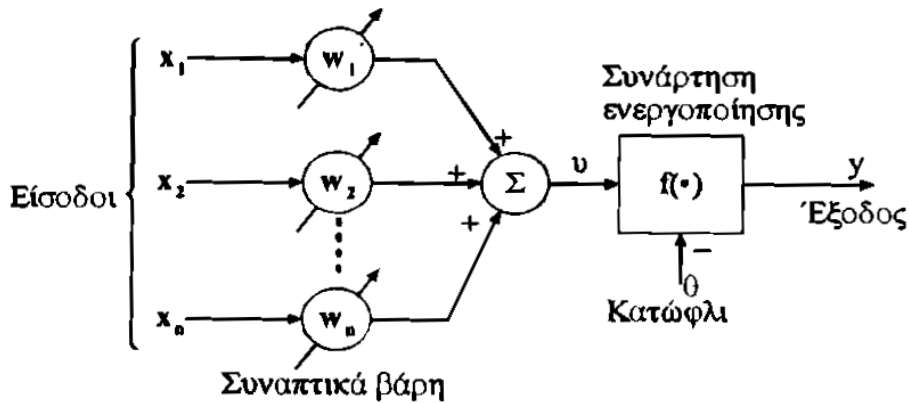 x₁
w₁
Συνάρτηση
ενεργοποίησης
+
Είσοδοι
x₂
w₂
+
Σ
υ
f(•)
y
Έξοδος
+
−
θ
Κατώφλι
xₙ
wₙ
Συναπτικά βάρη